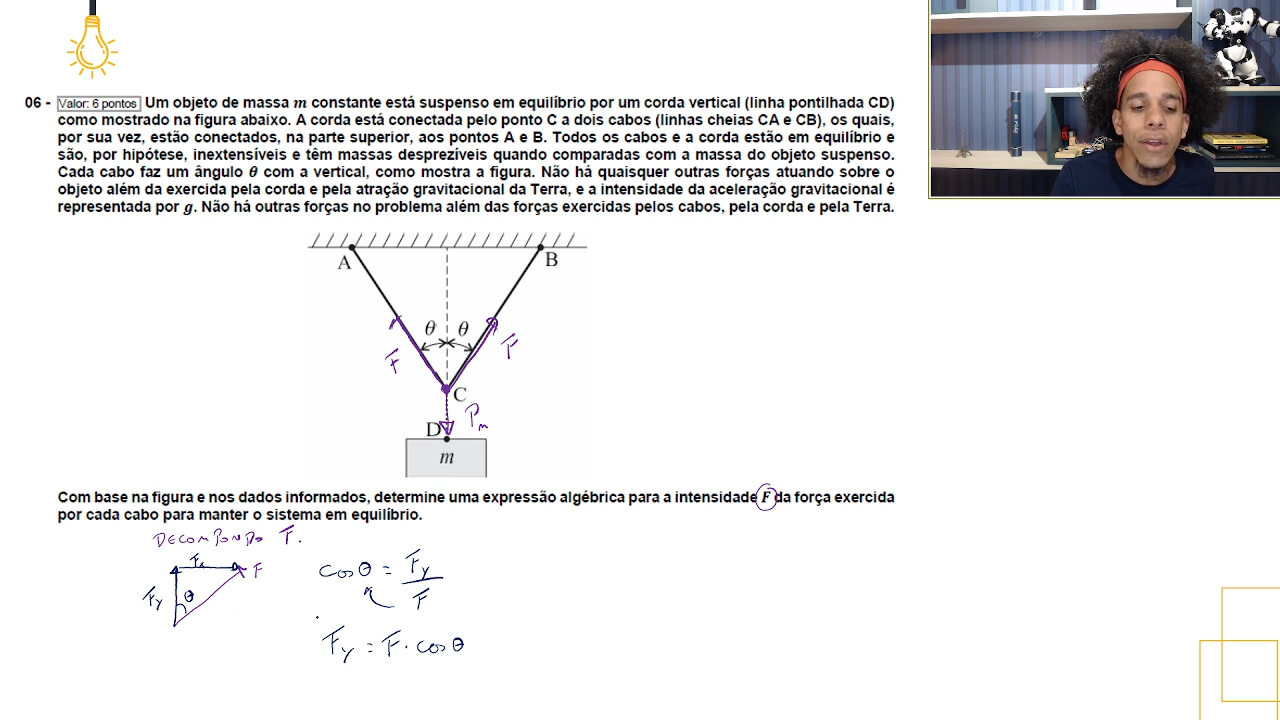 06 - Valor: 6 pontos Um objeto de massa m constante está suspenso em equilíbrio por um corda vertical (linha pontilhada CD)
como mostrado na figura abaixo. A corda está conectada pelo ponto C a dois cabos (linhas cheias CA e CB), os quais,
por sua vez, estão conectados, na parte superior, aos pontos A e B. Todos os cabos e a corda estão em equilíbrio e
são, por hipótese, inextensíveis e têm massas desprezíveis quando comparadas com a massa do objeto suspenso.
Cada cabo faz um ângulo θ com a vertical, como mostra a figura. Não há quaisquer outras forças atuando sobre o
objeto além da exercida pela corda e pela atração gravitacional da Terra, e a intensidade da aceleração gravitacional é
representada por g. Não há outras forças no problema além das forças exercidas pelos cabos, pela corda e pela Terra.
A B
θ θ
F F
C
Pm
D
m
Com base na figura e nos dados informados, determine uma expressão algébrica para a intensidade F da força exercida
por cada cabo para manter o sistema em equilíbrio.
DECOMPONDO F.
Fx F
Fy θ
cosθ = Fy/F
Fy = F · cosθ